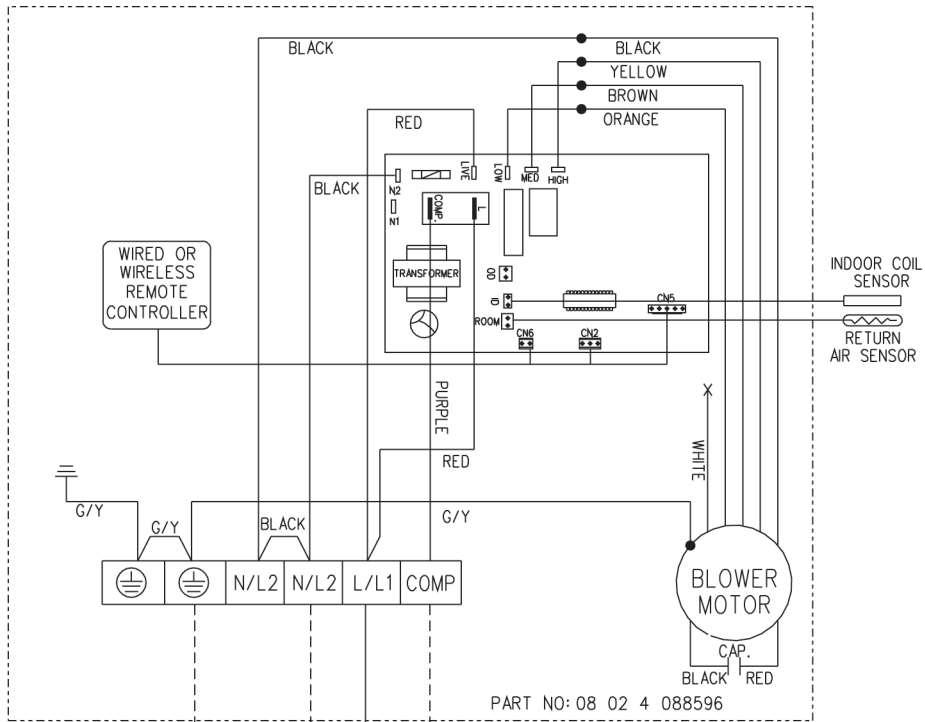 BLACK
BLACK
YELLOW
BROWN
ORANGE
RED
BLACK
N2
N1
LIVE
LOW
MED
HIGH
COMP.
L
TRANSFORMER
OD
ID
ROOM
CN5
CN6
CN2
WIRED OR
WIRELESS
REMOTE
CONTROLLER
INDOOR COIL
SENSOR
RETURN
AIR SENSOR
PURPLE
RED
WHITE
G/Y
G/Y
BLACK
G/Y
N/L2
N/L2
L/L1
COMP
BLOWER
MOTOR
CAP.
BLACK
RED
PART NO: 08 02 4 088596